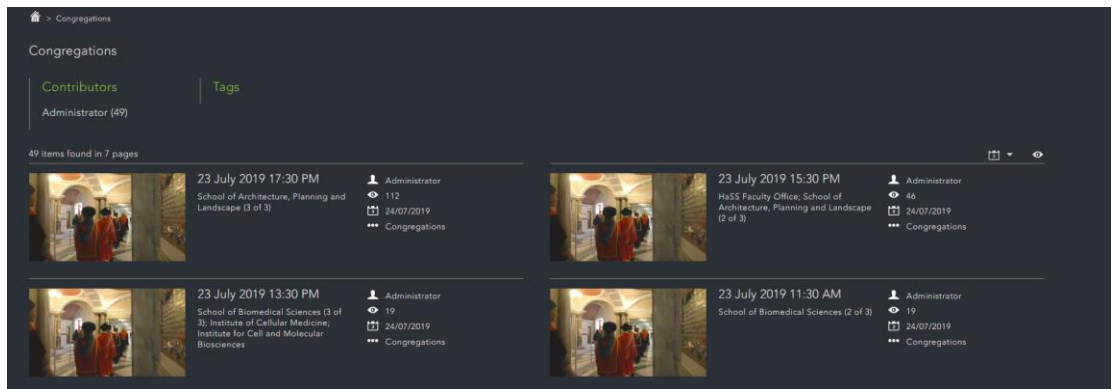 > Congregations
Congregations
Contributors
Tags
Administrator (49)
49 items found in 7 pages
23 July 2019 17:30 PM
School of Architecture, Planning and
Landscape (3 of 3)
Administrator
112
24/07/2019
••• Congregations
23 July 2019 15:30 PM
HaSS Faculty Office; School of
Architecture, Planning and Landscape
(2 of 3)
Administrator
46
24/07/2019
••• Congregations
23 July 2019 13:30 PM
School of Biomedical Sciences (3 of
3); Institute of Cellular Medicine;
Institute for Cell and Molecular
Biosciences
Administrator
19
24/07/2019
••• Congregations
23 July 2019 11:30 AM
School of Biomedical Sciences (2 of 3)
Administrator
19
24/07/2019
••• Congregations